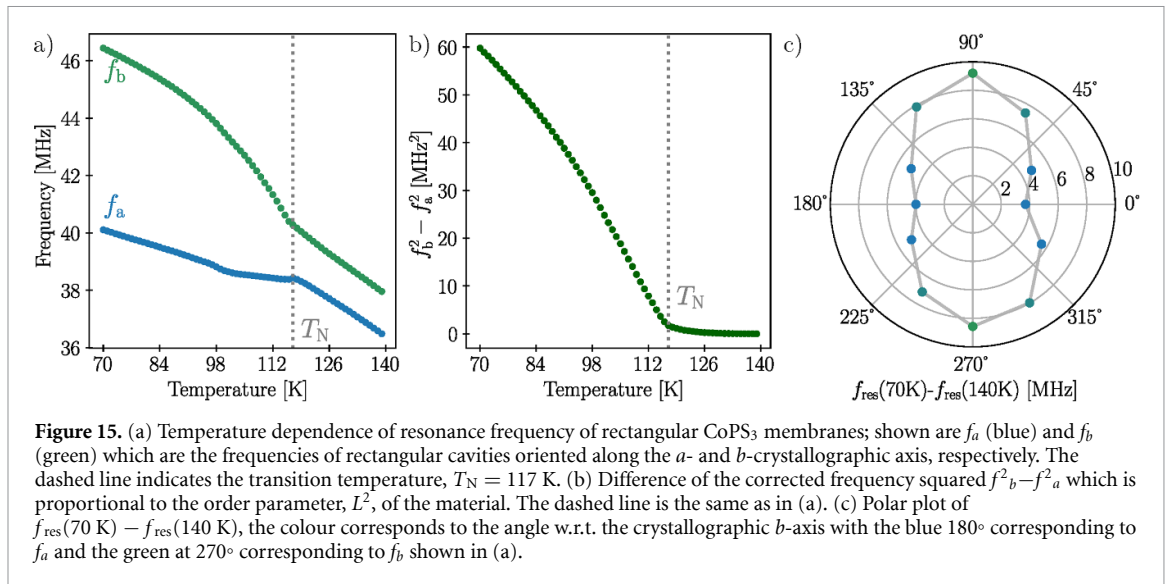 a)
46
44
42
40
38
36
Frequency [MHz]
f_b
f_a
T_N
70 84 98 112 126 140
Temperature [K]
b)
60
50
40
30
20
10
0
f_b^2 − f_a^2 [MHz^2]
T_N
70 84 98 112 126 140
Temperature [K]
c)
90°
135° 45°
180° 2 4 6 8 10 0°
225° 315°
270°
f_res(70K)-f_res(140K) [MHz]
Figure 15. (a) Temperature dependence of resonance frequency of rectangular CoPS₃ membranes; shown are f_a (blue) and f_b
(green) which are the frequencies of rectangular cavities oriented along the a- and b-crystallographic axis, respectively. The
dashed line indicates the transition temperature, T_N = 117 K. (b) Difference of the corrected frequency squared f²_b−f²_a which is
proportional to the order parameter, L², of the material. The dashed line is the same as in (a). (c) Polar plot of
f_res(70 K) − f_res(140 K), the colour corresponds to the angle w.r.t. the crystallographic b-axis with the blue 180° corresponding to
f_a and the green at 270° corresponding to f_b shown in (a).